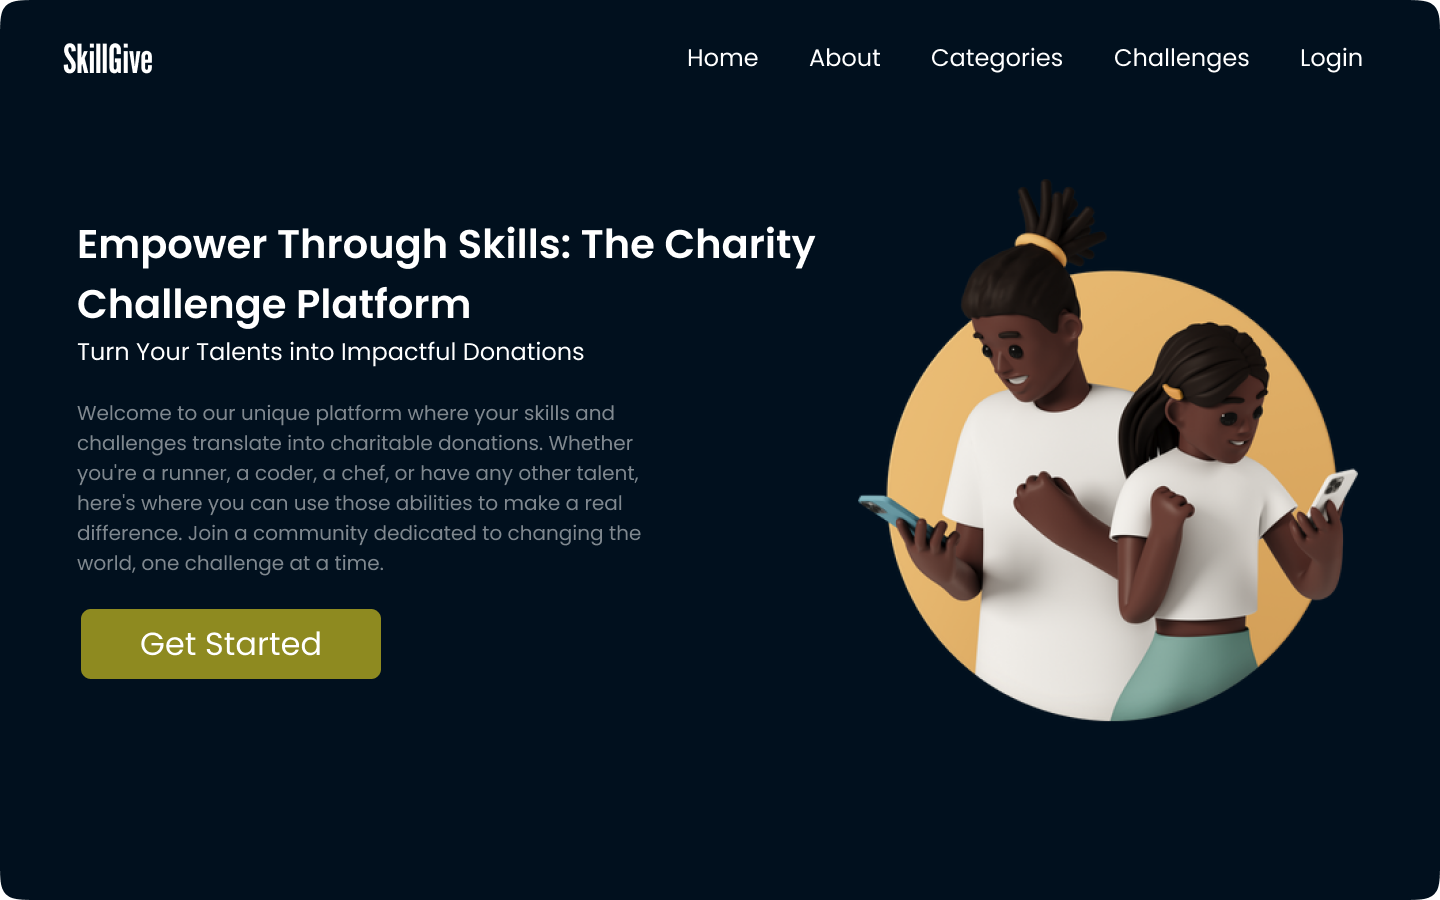 SkillGive
Home About Categories Challenges Login
Empower Through Skills: The Charity
Challenge Platform
Turn Your Talents into Impactful Donations
Welcome to our unique platform where your skills and
challenges translate into charitable donations. Whether
you're a runner, a coder, a chef, or have any other talent,
here's where you can use those abilities to make a real
difference. Join a community dedicated to changing the
world, one challenge at a time.
Get Started